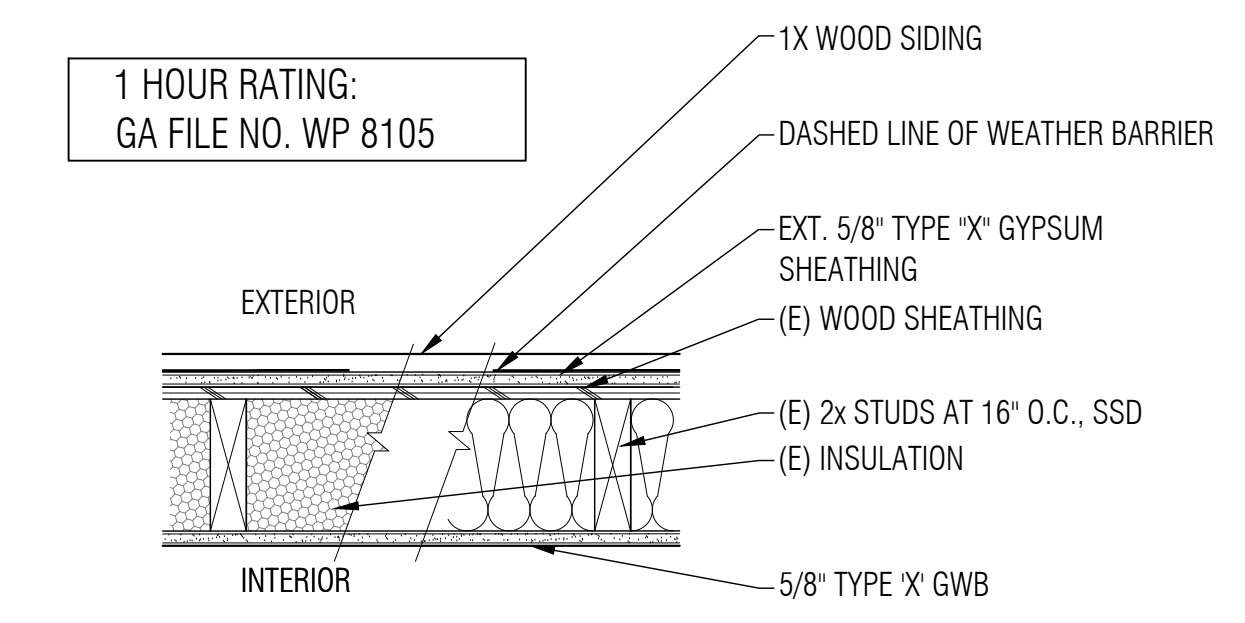 1 HOUR RATING:
GA FILE NO. WP 8105
1X WOOD SIDING
DASHED LINE OF WEATHER BARRIER
EXT. 5/8" TYPE "X" GYPSUM
SHEATHING
EXTERIOR
(E) WOOD SHEATHING
(E) 2x STUDS AT 16" O.C., SSD
(E) INSULATION
INTERIOR
5/8" TYPE 'X' GWB